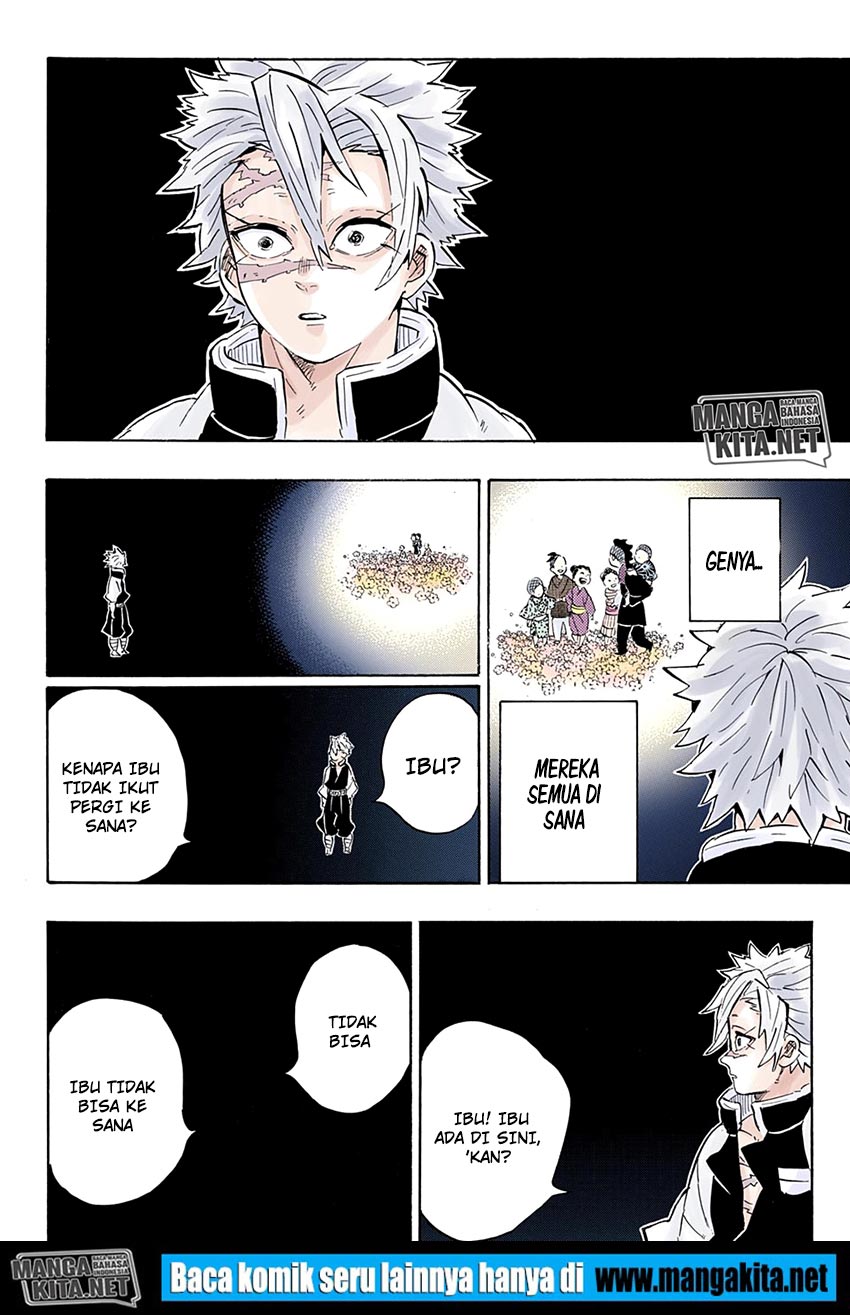 MANGA
BACA MANGA
BAHASA
INDONESIA
KITA.NET
GENYA...
MEREKA
SEMUA DI
SANA
IBU?
KENAPA IBU
TIDAK IKUT
PERGI KE
SANA?
IBU! IBU
ADA DI SINI,
'KAN?
TIDAK
BISA
IBU TIDAK
BISA KE
SANA
MANGA
BACA MANGA
BAHASA
INDONESIA
KITA.NET
Baca komik seru lainnya hanya di www.mangakita.net